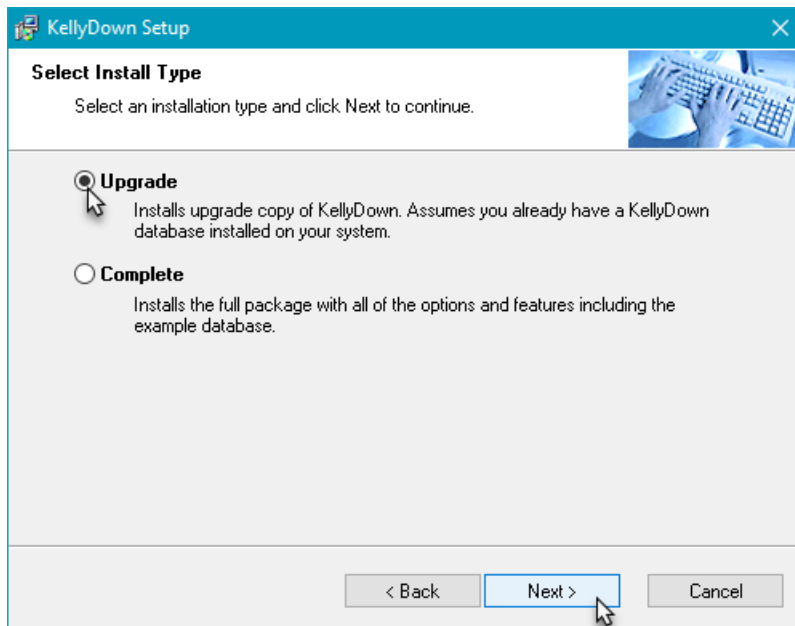 KellyDown Setup
Select Install Type
Select an installation type and click Next to continue.
Upgrade
Installs upgrade copy of KellyDown. Assumes you already have a KellyDown
database installed on your system.
Complete
Installs the full package with all of the options and features including the
example database.
< Back Next > Cancel